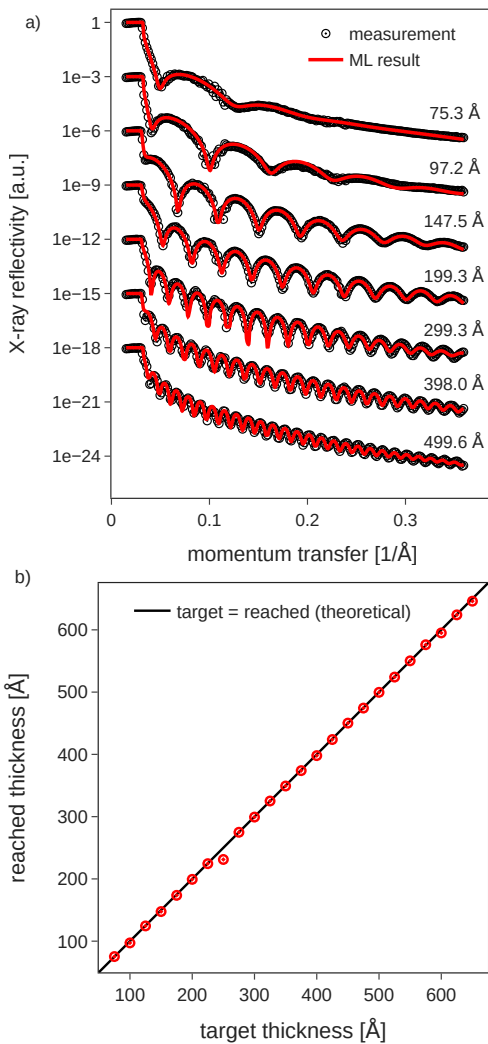 a)
measurement
ML result
1
1e−3
1e−6
1e−9
1e−12
1e−15
1e−18
1e−21
1e−24
X-ray reflectivity [a.u.]
75.3 Å
97.2 Å
147.5 Å
199.3 Å
299.3 Å
398.0 Å
499.6 Å
0 0.1 0.2 0.3
momentum transfer [1/Å]
b)
target = reached (theoretical)
600
500
400
300
200
100
reached thickness [Å]
100 200 300 400 500 600
target thickness [Å]